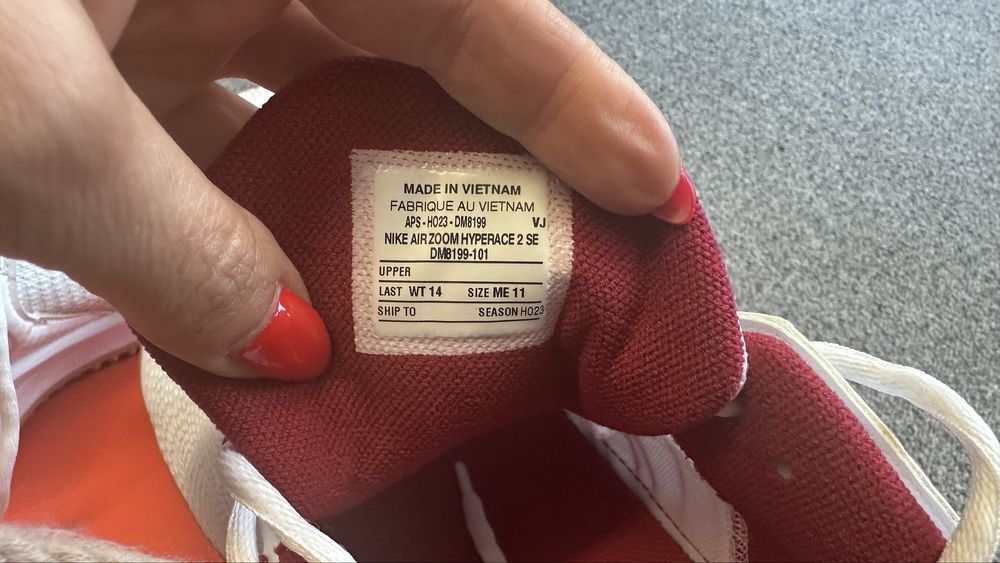 MADE IN VIETNAM
FABRIQUE AU VIETNAM
APS - HO23 - DM8199 VJ
NIKE AIR ZOOM HYPERACE 2 SE
DM8199-101
UPPER
LAST WT 14 SIZE ME 11
SHIP TO SEASON HO23